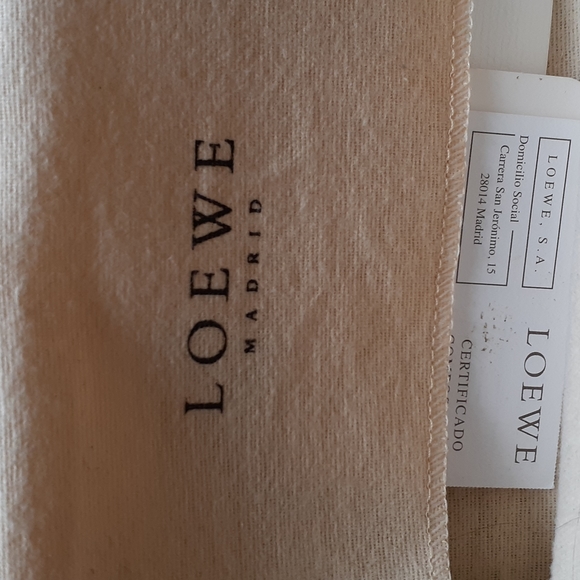 LOEWE
MADRID
LOEWE, S.A.
Domicilio Social
Carrera San Jerónimo, 15
28014 Madrid
LOEWE
CERTIFICADO